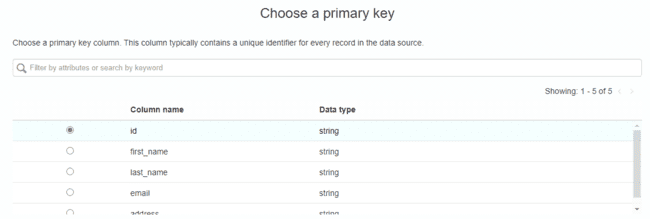 Choose a primary key
Choose a primary key column. This column typically contains a unique identifier for every record in the data source.
Filter by attributes or search by keyword
Showing: 1 - 5 of 5
Column name Data type
id string
first_name string
last_name string
email string
address string